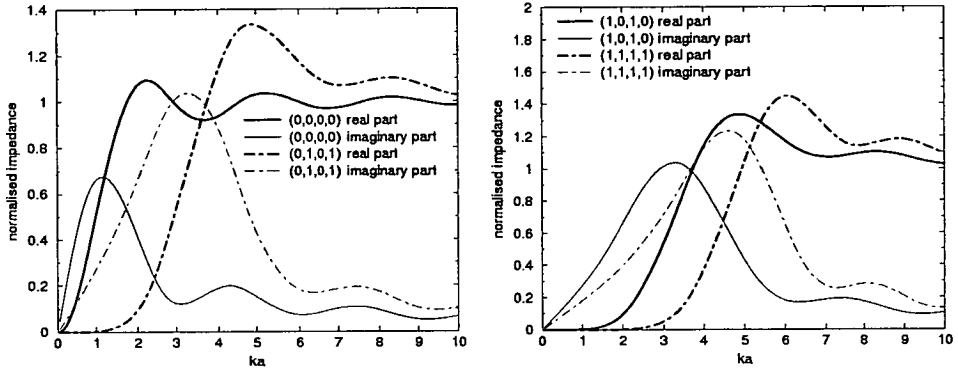 1.4
1.2
1
0.8
0.6
0.4
0.2
0
normalised impedance
(0,0,0,0) real part
(0,0,0,0) imaginary part
(0,1,0,1) real part
(0,1,0,1) imaginary part
0 1 2 3 4 5 6 7 8 9 10
ka
2
1.8
1.6
1.4
1.2
1
0.8
0.6
0.4
0.2
0
normalised impedance
(1,0,1,0) real part
(1,0,1,0) imaginary part
(1,1,1,1) real part
(1,1,1,1) imaginary part
0 1 2 3 4 5 6 7 8 9 10
ka